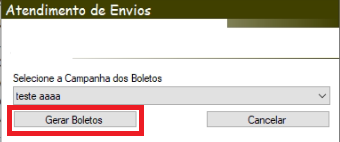 Atendimento de Envios
Selecione a Campanha dos Boletos
teste aaaa
Gerar Boletos
Cancelar